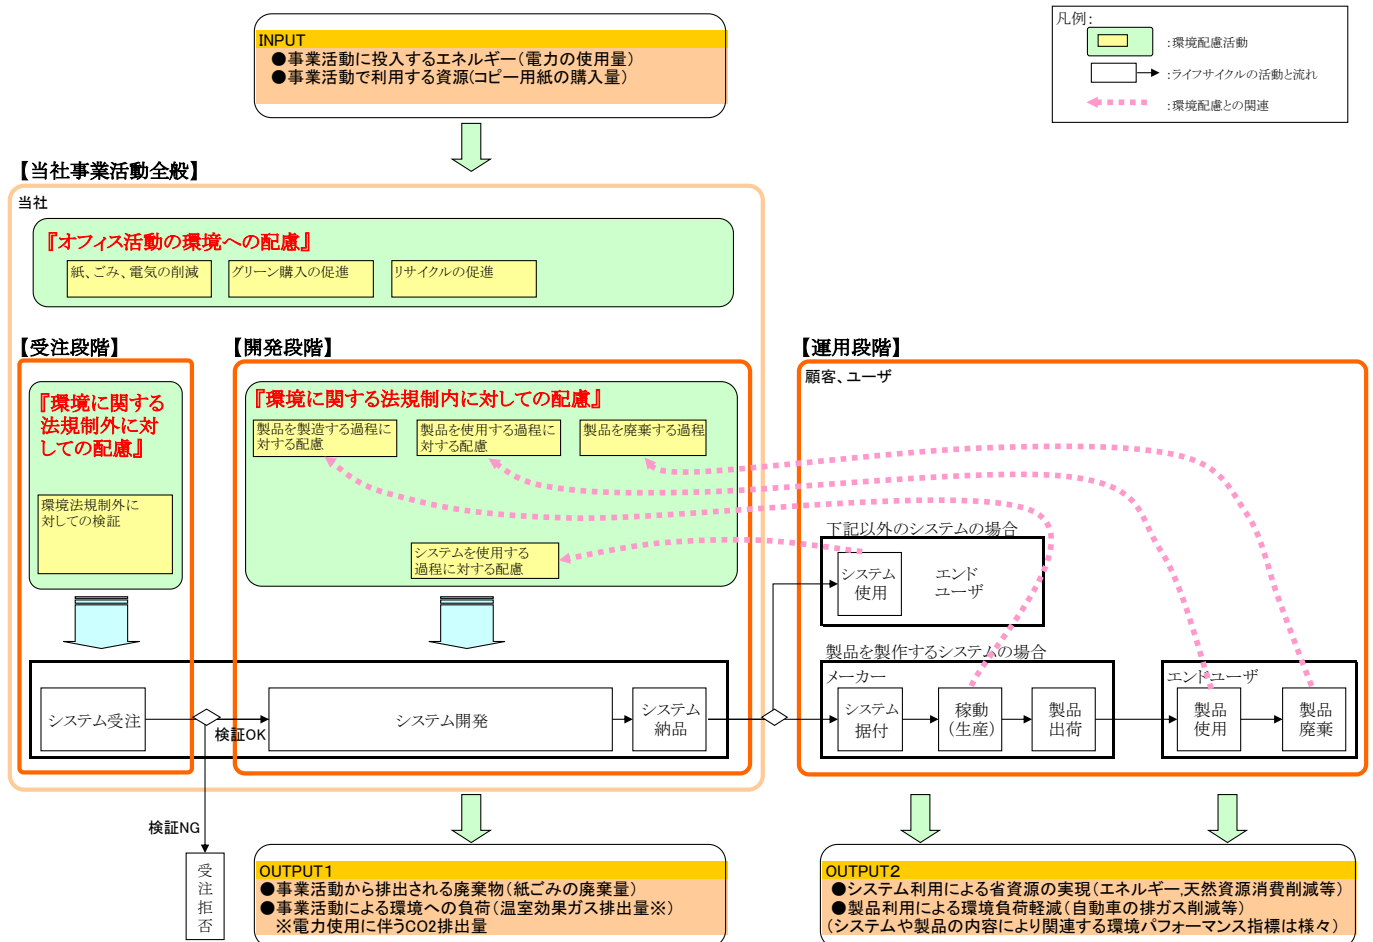 INPUT
●事業活動に投入するエネルギー(電力の使用量)
●事業活動で利用する資源(コピー用紙の購入量)
凡例:
:環境配慮活動
:ライフサイクルの活動と流れ
:環境配慮との関連
【当社事業活動全般】
当社
『オフィス活動の環境への配慮』
紙、ごみ、電気の削減
グリーン購入の促進
リサイクルの促進
【受注段階】
『環境に関する
法規制外に対
しての配慮』
環境法規制外に
対しての検証
【開発段階】
『環境に関する法規制内に対しての配慮』
製品を製造する過程に
対する配慮
製品を使用する過程に
対する配慮
製品を廃棄する過程
システムを使用する
過程に対する配慮
【運用段階】
顧客、ユーザ
下記以外のシステムの場合
システム
使用
エンド
ユーザ
製品を製作するシステムの場合
メーカー
システム
据付
稼動
(生産)
製品
出荷
エンドユーザ
製品
使用
製品
廃棄
システム受注
検証OK
システム開発
システム
納品
検証NG
受
注
拒
否
OUTPUT1
●事業活動から排出される廃棄物(紙ごみの廃棄量)
●事業活動による環境への負荷(温室効果ガス排出量※)
※電力使用に伴うCO2排出量
OUTPUT2
●システム利用による省資源の実現(エネルギー,天然資源消費削減等)
●製品利用による環境負荷軽減(自動車の排ガス削減等)
(システムや製品の内容により関連する環境パフォーマンス指標は様々)